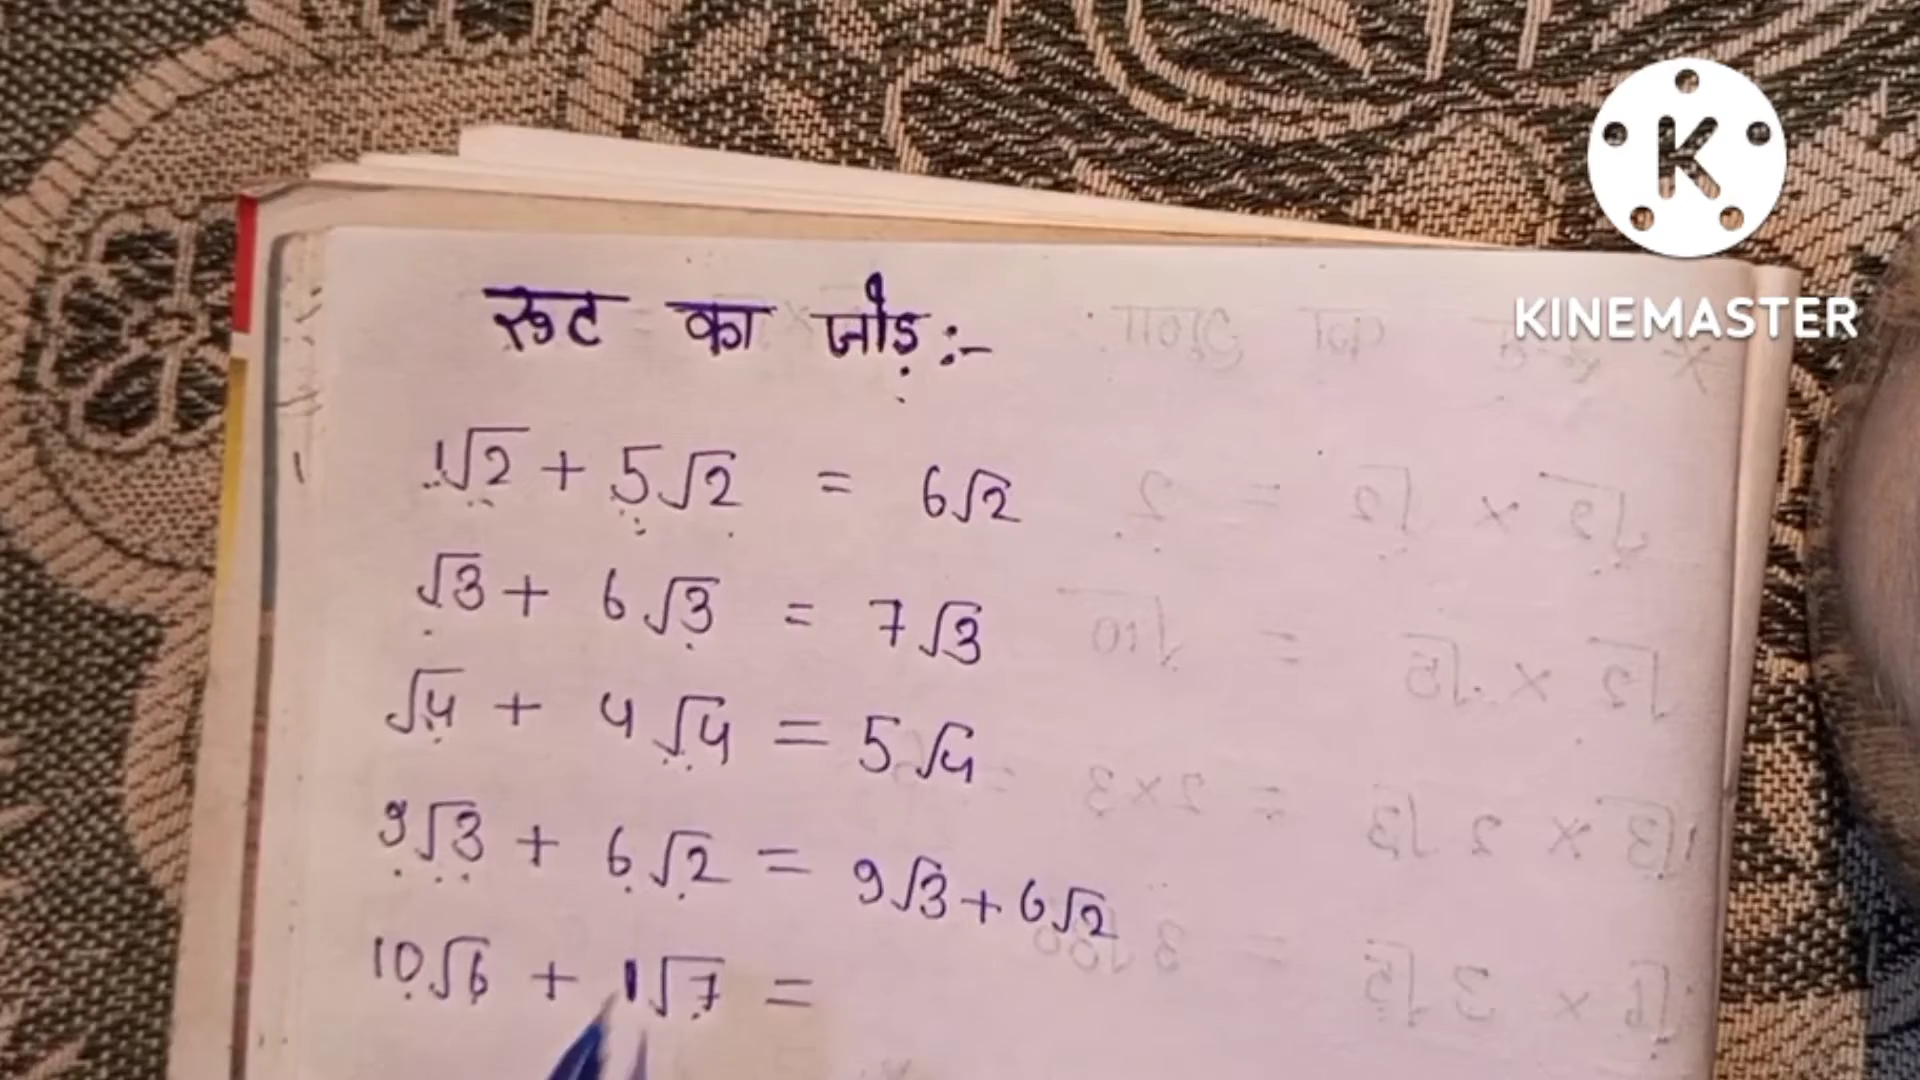 KINEMASTER
रूट का जोड़ :-
1√2 + 5√2 = 6√2
√3 + 6√3 = 7√3
√4 + 4√4 = 5√4
9√3 + 6√2 = 9√3 + 6√2
10√6 + 1√7 =